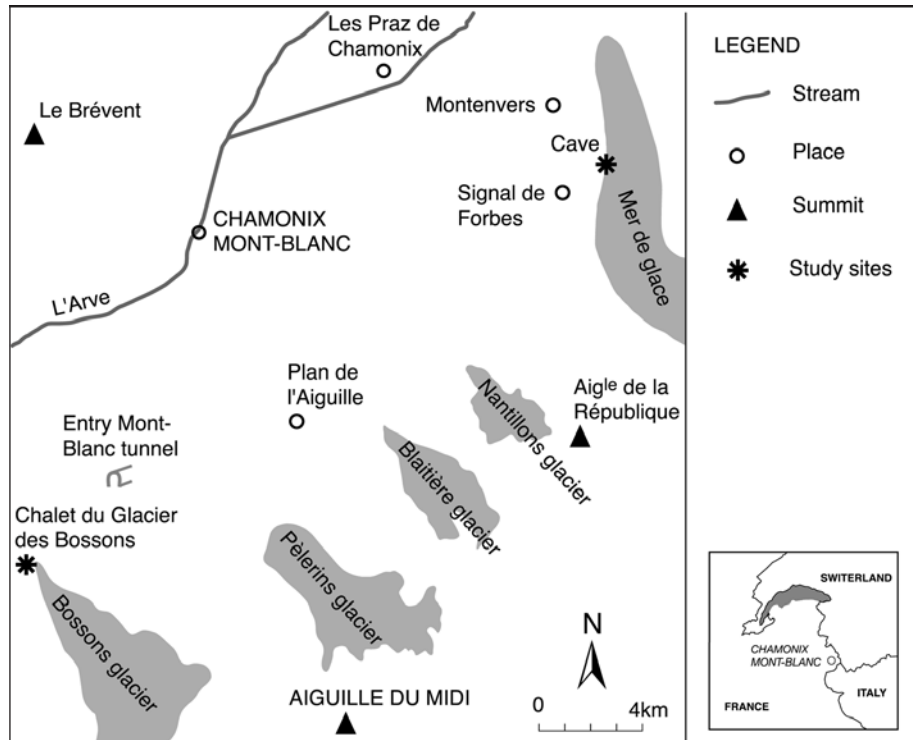 Les Praz de
Chamonix
Le Brévent
Montenvers
Cave
Signal de
Forbes
Mer de glace
CHAMONIX
MONT-BLANC
L'Arve
Plan de
l'Aiguille
Nantillons glacier
Aigle de la
République
Entry Mont-
Blanc tunnel
Blaitière glacier
Chalet du Glacier
des Bossons
Pèlerins glacier
Bossons glacier
AIGUILLE DU MIDI
N
0 4km
LEGEND
Stream
Place
Summit
Study sites
SWITERLAND
CHAMONIX
MONT-BLANC
ITALY
FRANCE